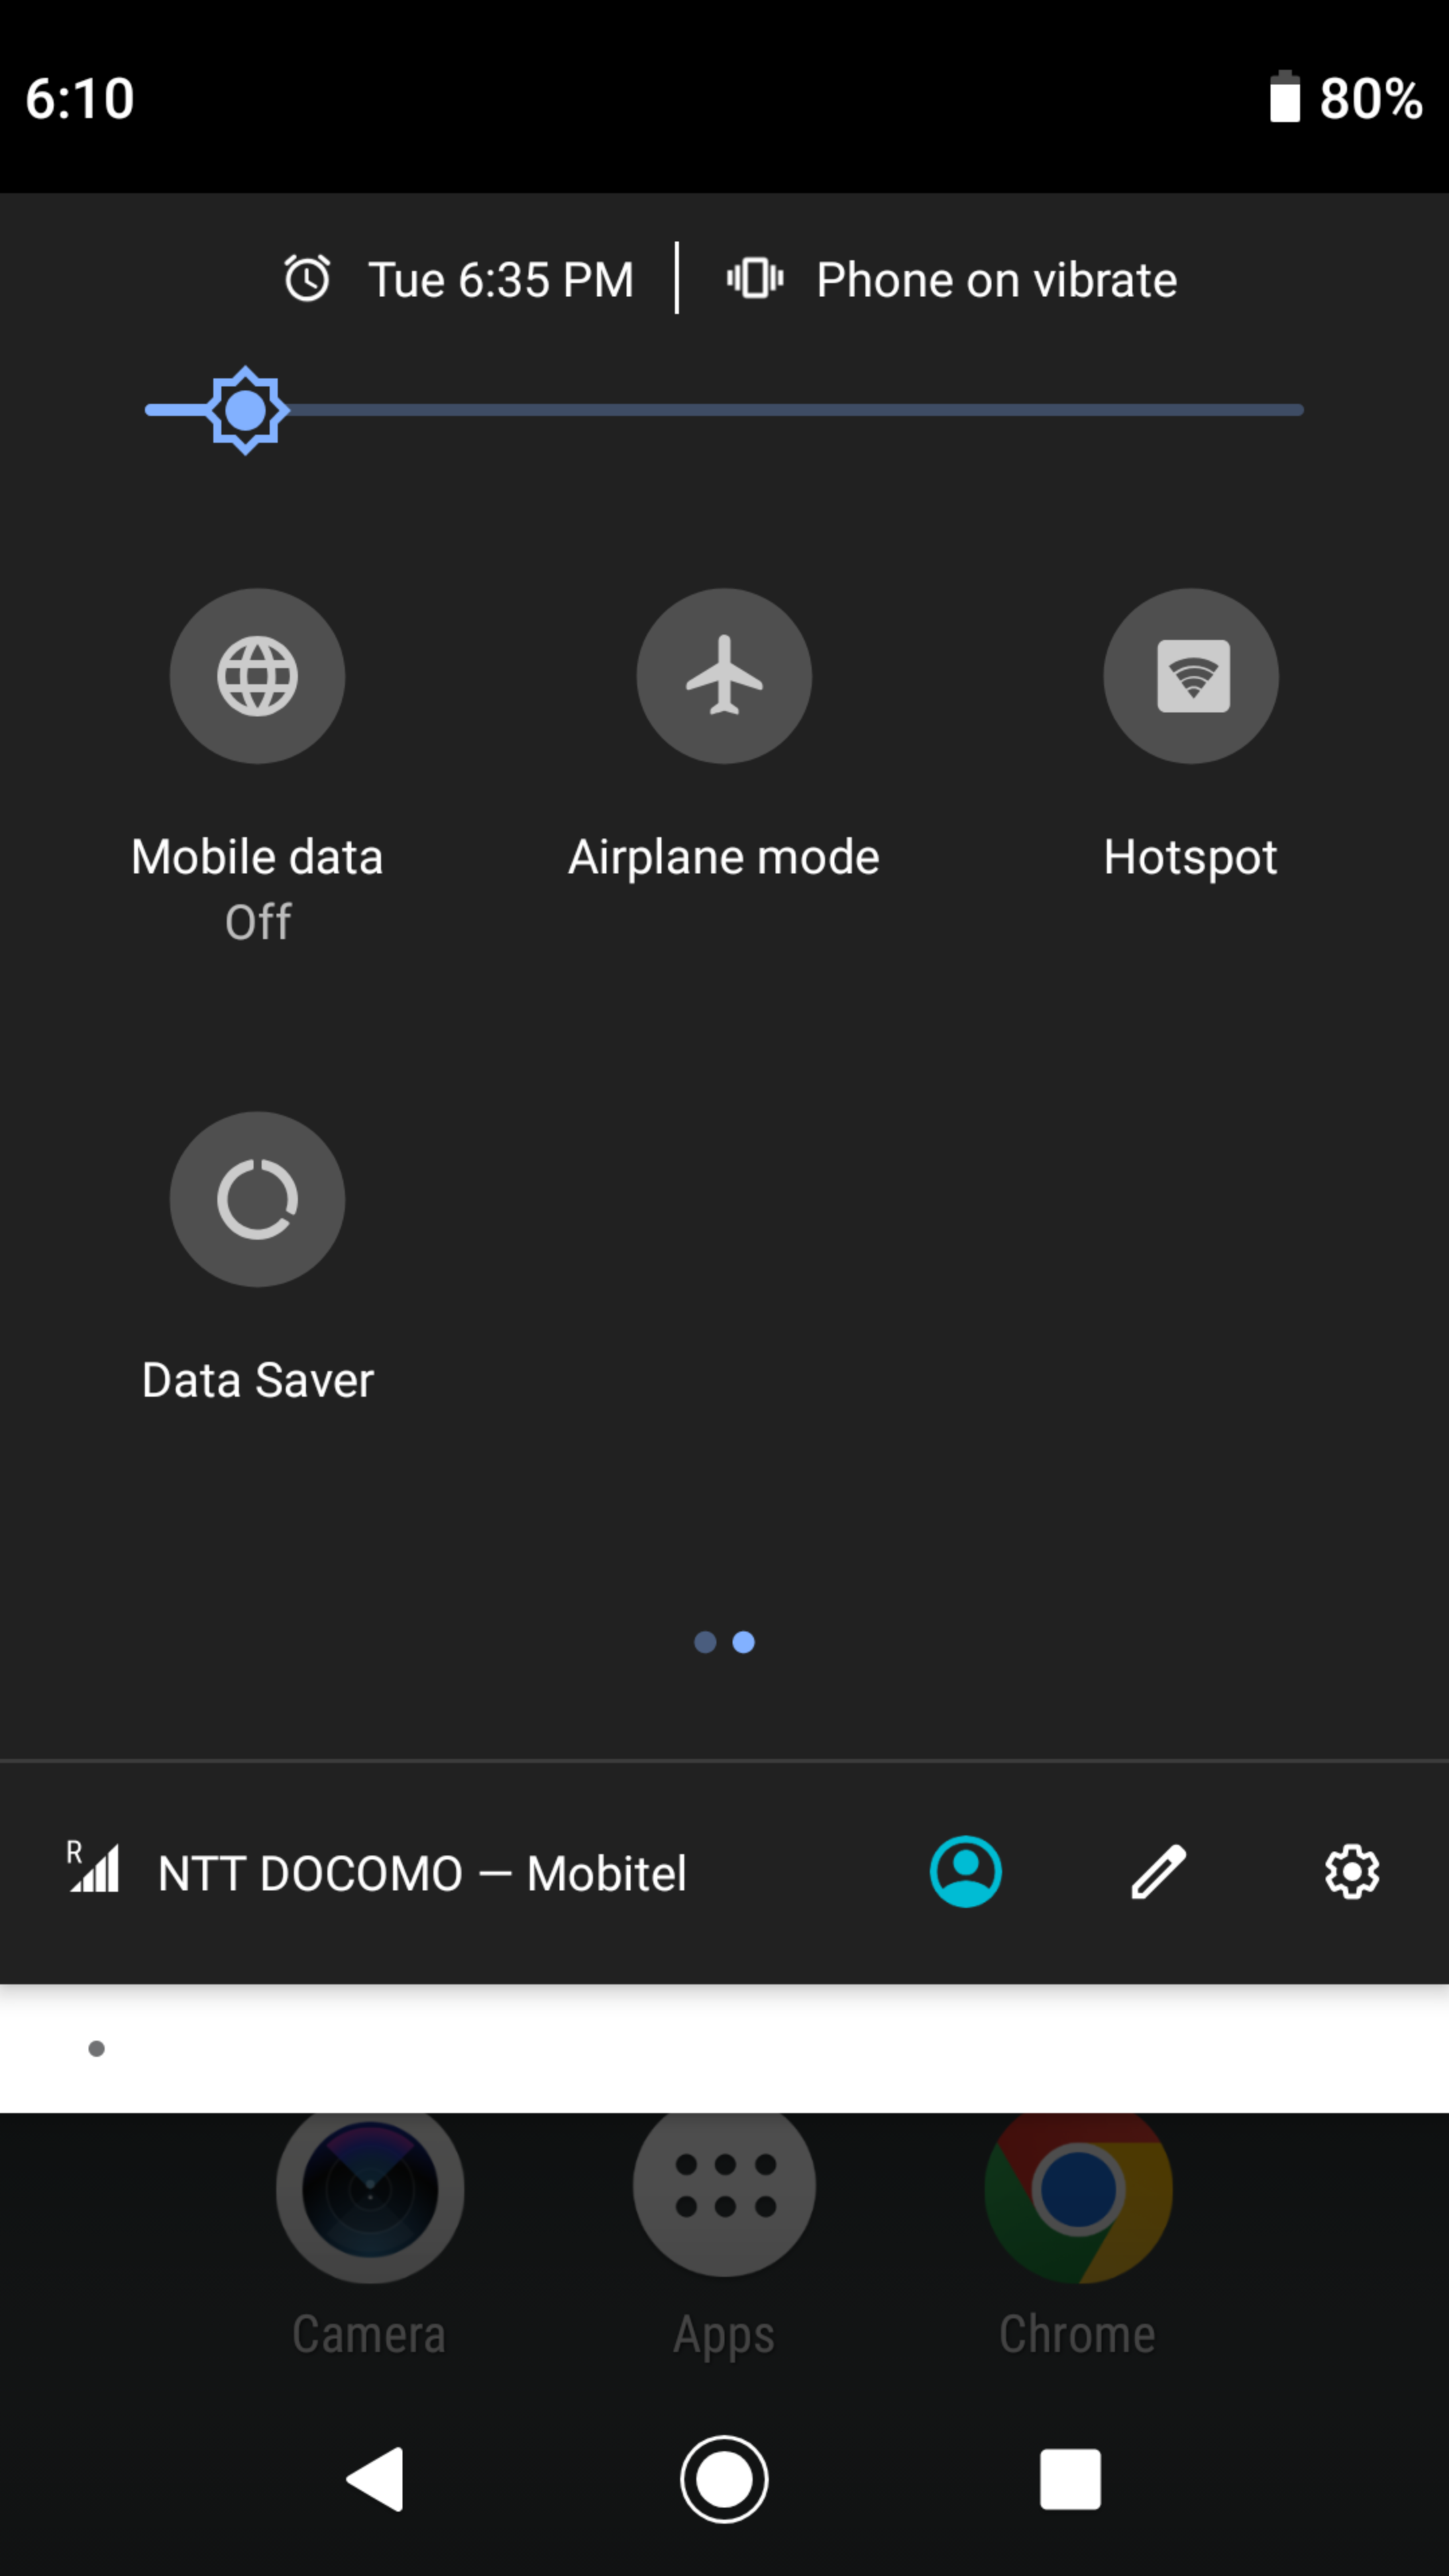 6:10
80%
Tue 6:35 PM
Phone on vibrate
Mobile data
Airplane mode
Hotspot
Off
Data Saver
R
NTT DOCOMO — Mobitel
Camera
Apps
Chrome